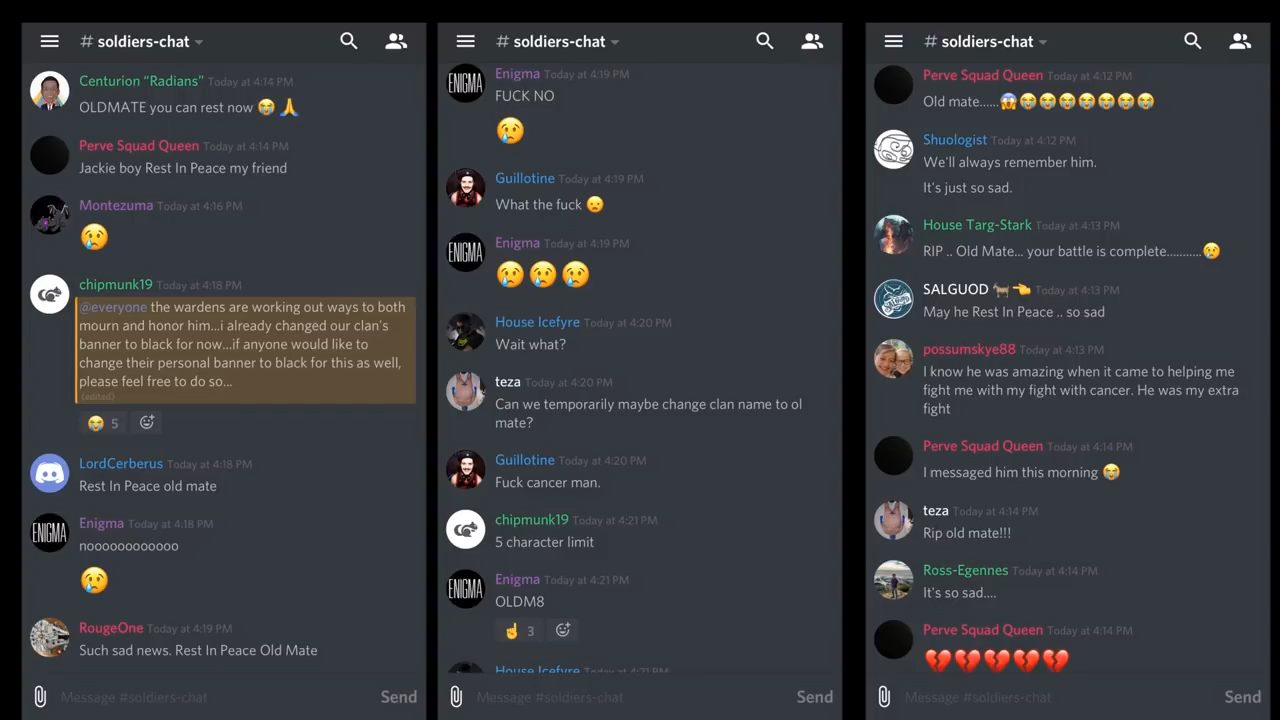 # soldiers-chat
Centurion “Radians” Today at 4:14 PM
OLDMATE you can rest now 😭 🙏
Perve Squad Queen Today at 4:14 PM
Jackie boy Rest In Peace my friend
Montezuma Today at 4:16 PM
😢
chipmunk19 Today at 4:18 PM
@everyone the wardens are working out ways to both
mourn and honor him...i already changed our clan's
banner to black for now...if anyone would like to
change their personal banner to black for this as well,
please feel free to do so...
(edited)
😭 5
LordCerberus Today at 4:18 PM
Rest In Peace old mate
ENIGMA
Enigma Today at 4:18 PM
noooooooooooo
😢
RougeOne Today at 4:19 PM
Such sad news. Rest In Peace Old Mate
Message #soldiers-chat
Send
# soldiers-chat
ENIGMA
Enigma Today at 4:19 PM
FUCK NO
😢
Guillotine Today at 4:19 PM
What the fuck 😦
ENIGMA
Enigma Today at 4:19 PM
😢😢😢
House Icefyre Today at 4:20 PM
Wait what?
teza Today at 4:20 PM
Can we temporarily maybe change clan name to ol
mate?
Guillotine Today at 4:20 PM
Fuck cancer man.
chipmunk19 Today at 4:21 PM
5 character limit
ENIGMA
Enigma Today at 4:21 PM
OLDM8
☝ 3
House Icefyre Today at 4:21 PM
Message #soldiers-chat
Send
# soldiers-chat
Perve Squad Queen Today at 4:12 PM
Old mate......😱😭😭😭😭😭😭😭
Shuologist Today at 4:12 PM
We'll always remember him.
It's just so sad.
House Targ-Stark Today at 4:13 PM
RIP .. Old Mate... your battle is complete..........😢
SALGUOD 🐐👈 Today at 4:13 PM
May he Rest In Peace .. so sad
possumskye88 Today at 4:13 PM
I know he was amazing when it came to helping me
fight me with my fight with cancer. He was my extra
fight
Perve Squad Queen Today at 4:14 PM
I messaged him this morning 😭
teza Today at 4:14 PM
Rip old mate!!!
Ross-Egennes Today at 4:14 PM
It's so sad....
Perve Squad Queen Today at 4:14 PM
💔💔💔💔💔
Message #soldiers-chat
Send